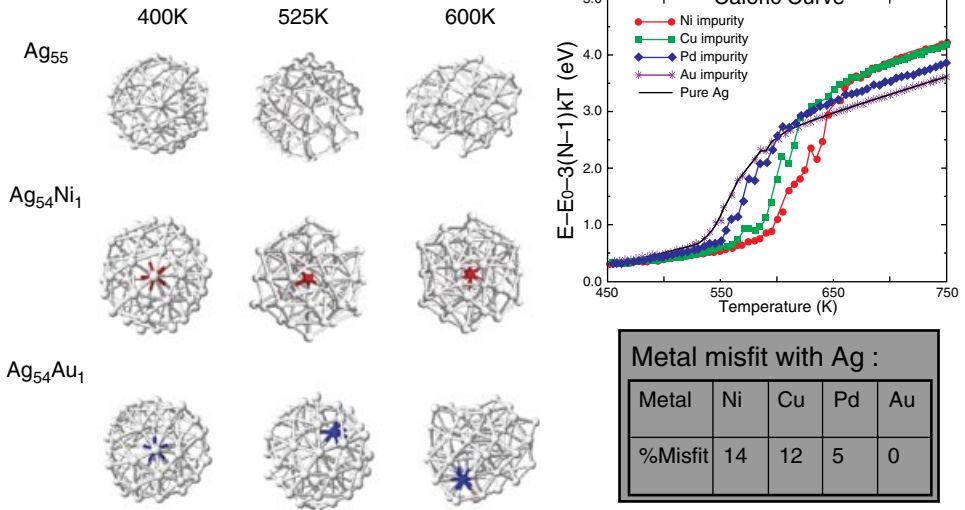 400K 525K 600K
Ag55
Ag54Ni1
Ag54Au1
Caloric Curve
Ni impurity
Cu impurity
Pd impurity
Au impurity
Pure Ag
E–E0–3(N–1)kT (eV)
5.0
4.0
3.0
2.0
1.0
0.0
450 550 650 750
Temperature (K)
Metal misfit with Ag :
Metal Ni Cu Pd Au
%Misfit 14 12 5 0